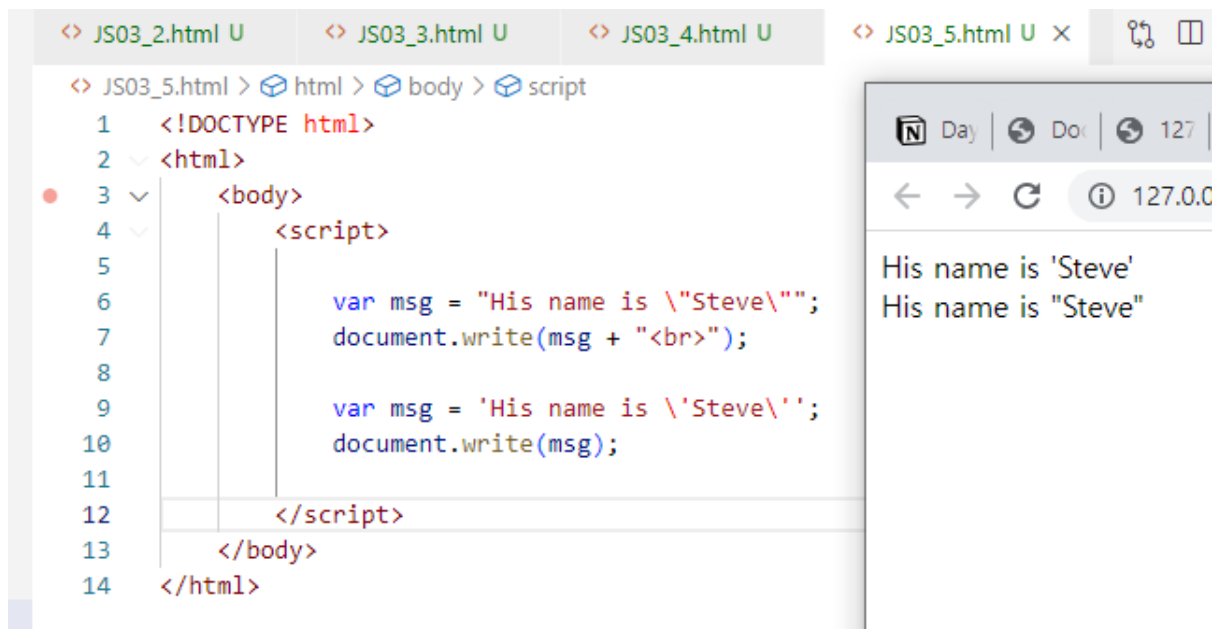 JS03_2.html U JS03_3.html U JS03_4.html U JS03_5.html U
JS03_5.html > html > body > script
1 <!DOCTYPE html>
2 <html>
3 <body>
4 <script>
5
6 var msg = "His name is \"Steve\"";
7 document.write(msg + "<br>");
8
9 var msg = 'His name is \'Steve\'';
10 document.write(msg);
11
12 </script>
13 </body>
14 </html>
Day Doc 127
127.0.0
His name is 'Steve'
His name is "Steve"